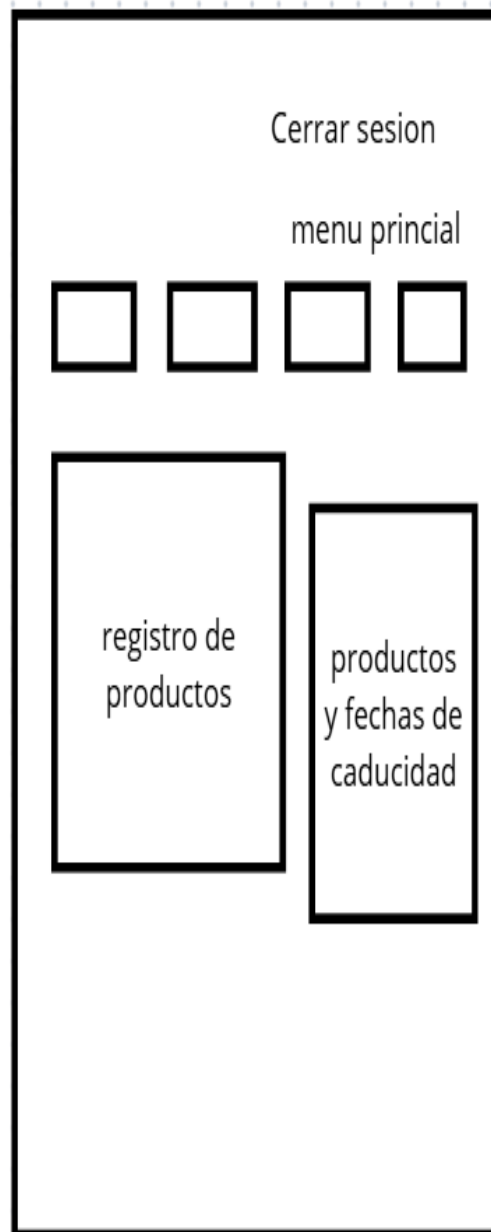 Cerrar sesion
menu princial
registro de
productos
productos
y fechas de
caducidad